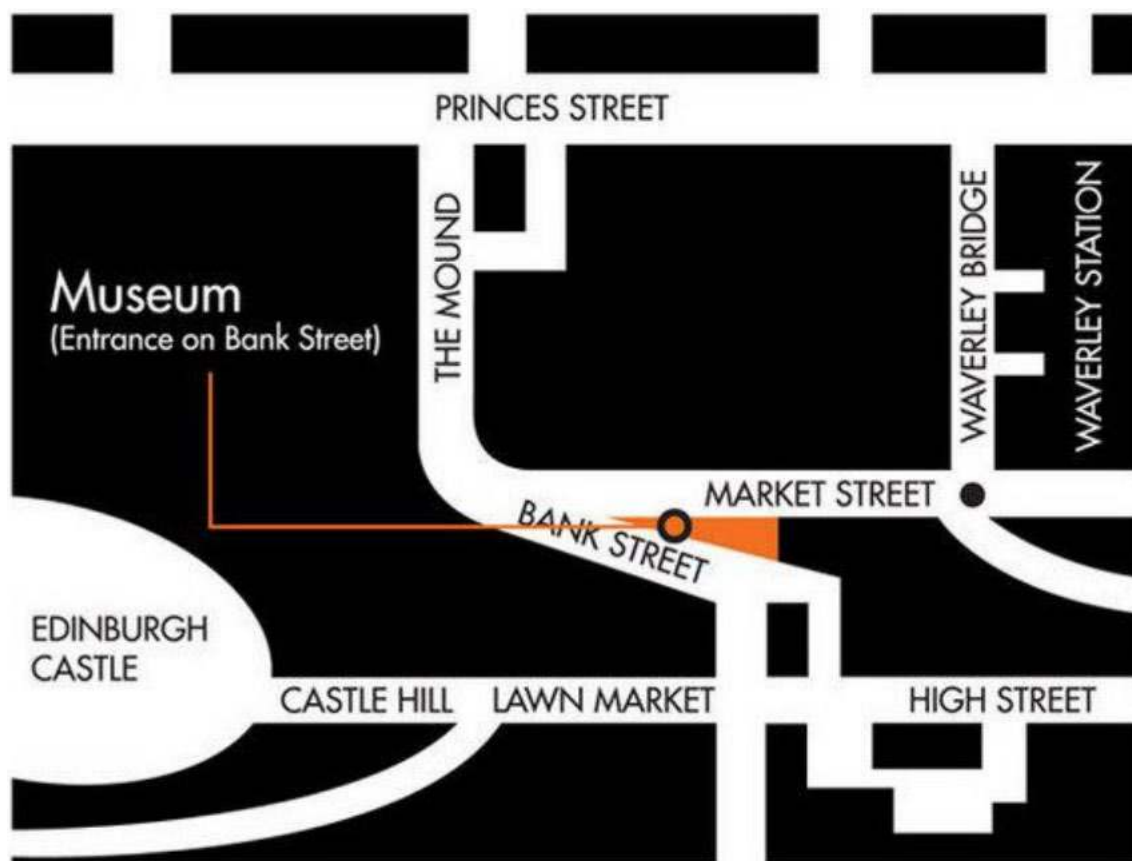 PRINCES STREET
THE MOUND
WAVERLEY BRIDGE
WAVERLEY STATION
Museum
(Entrance on Bank Street)
MARKET STREET
BANK STREET
EDINBURGH
CASTLE
CASTLE HILL
LAWN MARKET
HIGH STREET